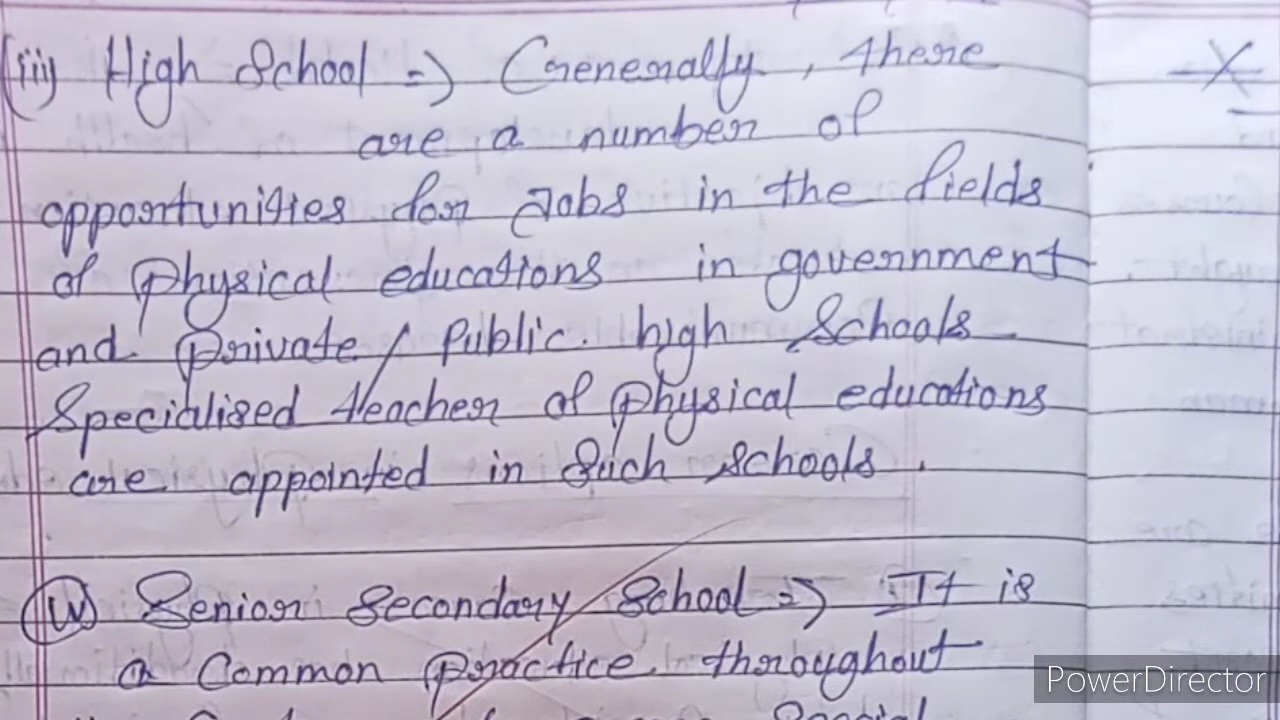 (iii) High School => Generally, there
are a number of
opportunities for Jobs in the fields
of Physical educations in government
and Private / Public high Schools.
Specialised teacher of Physical educations
are appointed in Such Schools.
(iv) Senior Secondary School => It is
a Common Practice throughout
PowerDirector